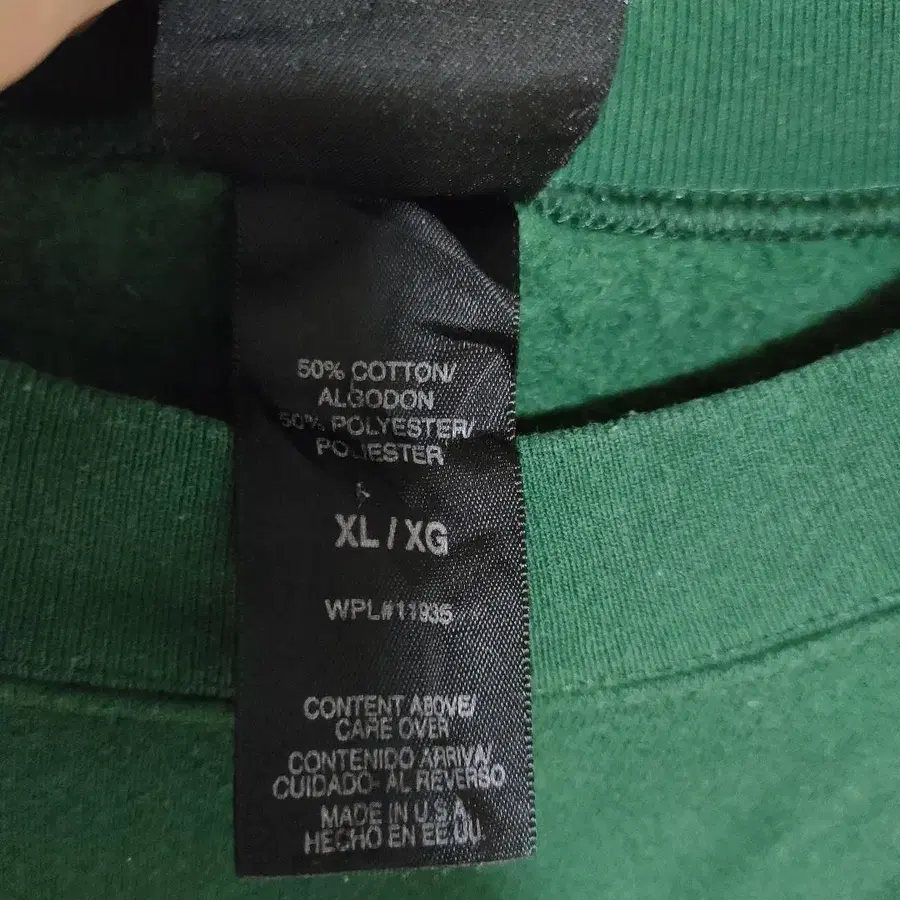 50% COTTON/
ALGODON
50% POLYESTER/
POLIESTER
XL / XG
WPL#11935
CONTENT ABOVE/
CARE OVER
CONTENIDO ARRIVA/
CUIDADO- AL REVERSO
MADE IN U.S.A.
HECHO EN EE.UU.